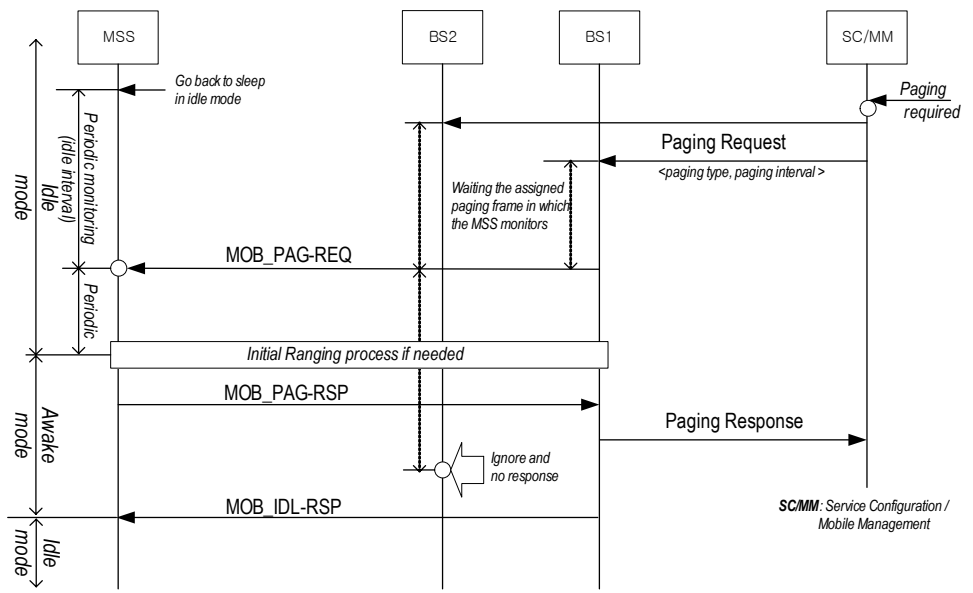 MSS
BS2
BS1
SC/MM
Go back to sleep
in idle mode
Paging
required
Paging Request
<paging type, paging interval >
Periodic monitoring
(idle interval)
Idle
mode
Waiting the assigned
paging frame in which
the MSS monitors
MOB_PAG-REQ
Periodic
Initial Ranging process if needed
MOB_PAG-RSP
Paging Response
Awake
mode
Ignore and
no response
MOB_IDL-RSP
SC/MM: Service Configuration /
Mobile Management
Idle
mode